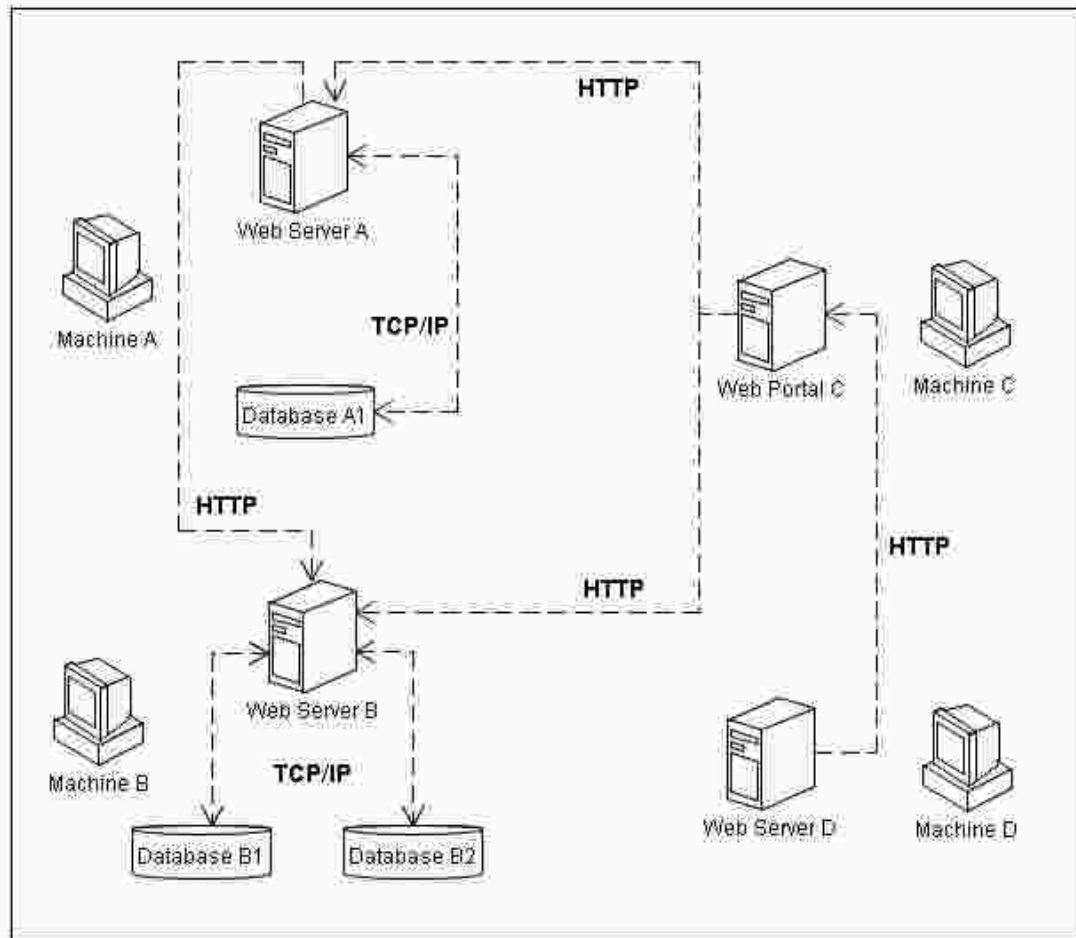 HTTP
Web Server A
Machine A
TCP/IP
Web Portal C
Machine C
Database A1
HTTP
HTTP
HTTP
Web Server B
Machine B
TCP/IP
Web Server D
Machine D
Database B1
Database B2